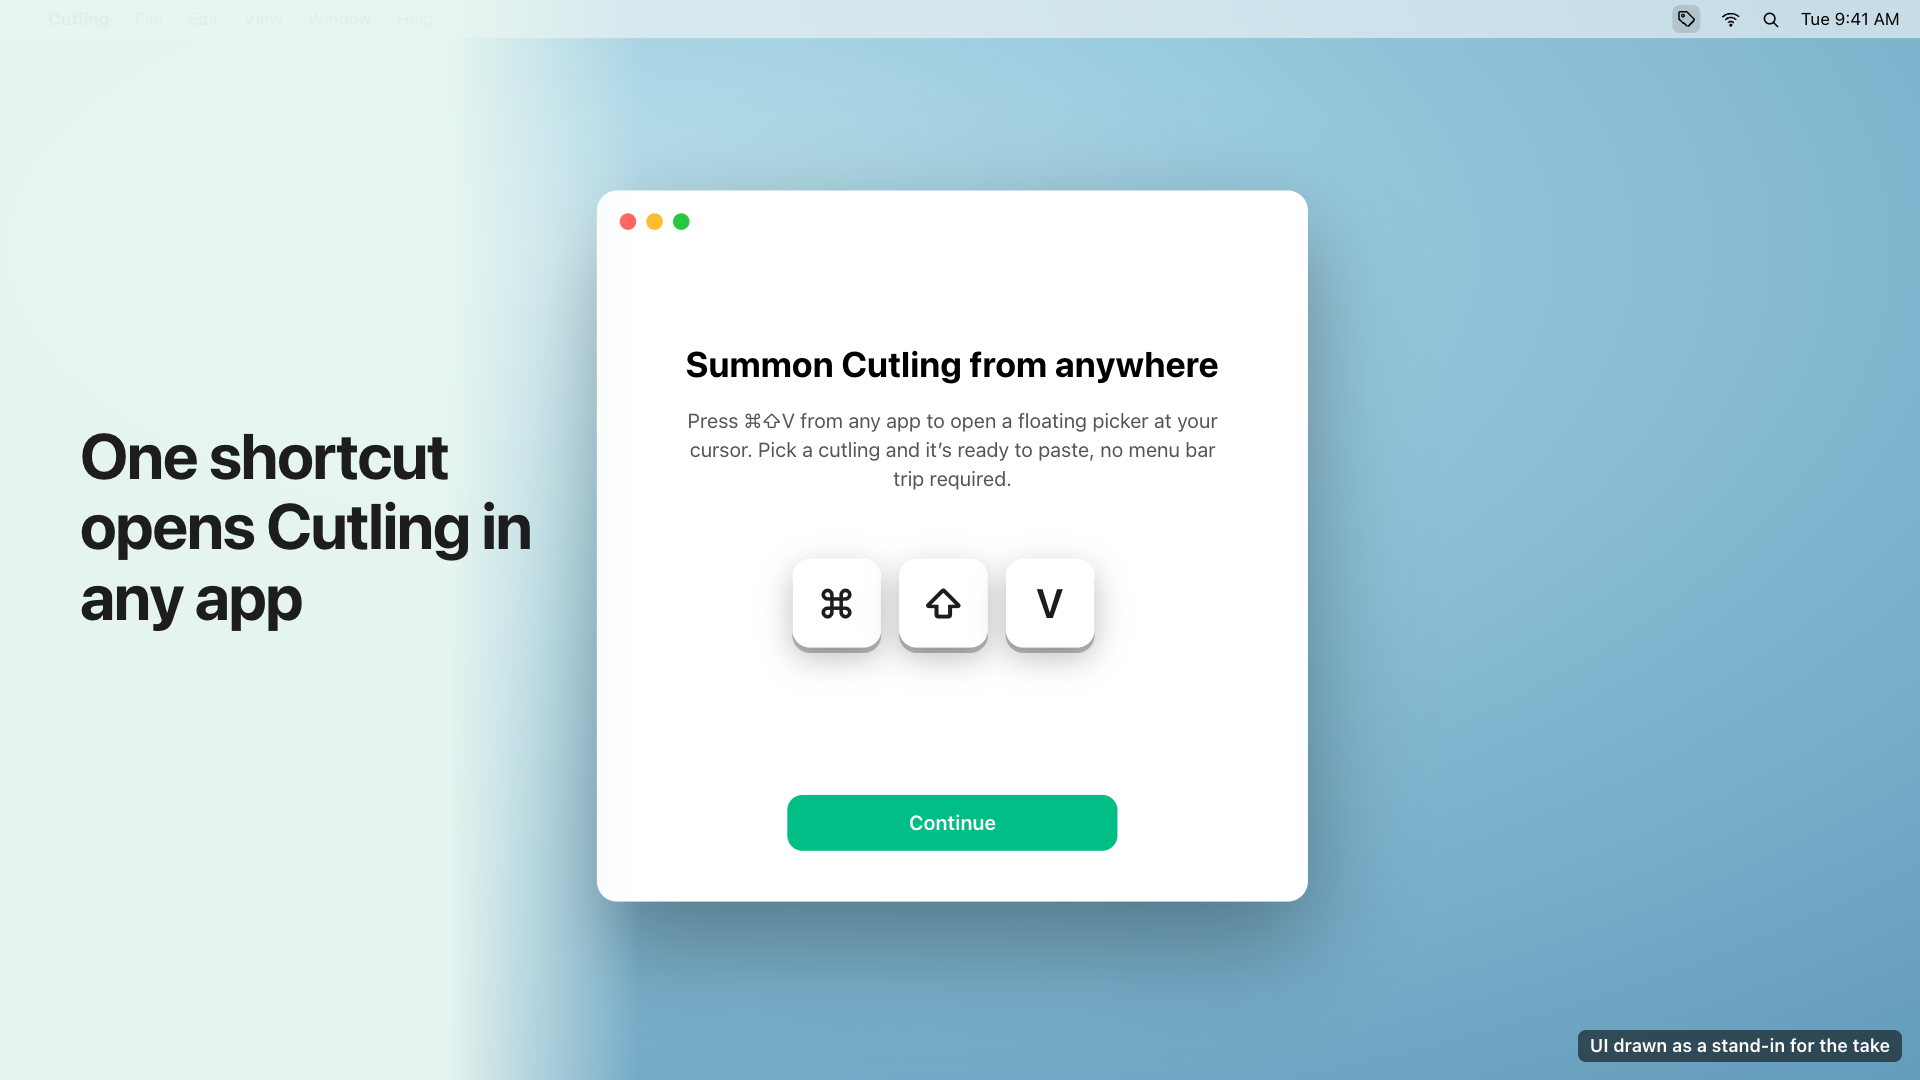 Cutling File Edit View Window Help
Tue 9:41 AM
One shortcut
opens Cutling in
any app
Summon Cutling from anywhere
Press ⌘⇧V from any app to open a floating picker at your
cursor. Pick a cutling and it’s ready to paste, no menu bar
trip required.
⌘ ⇧ V
Continue
UI drawn as a stand-in for the take